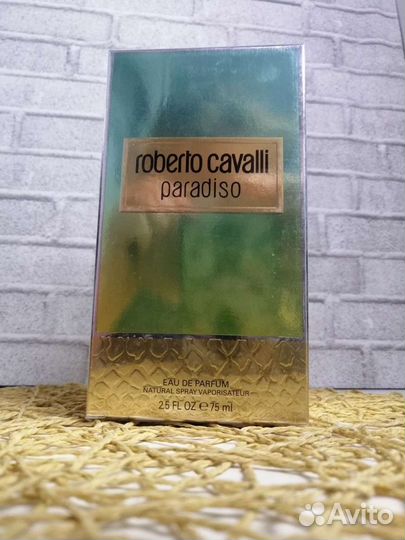 roberto cavalli
paradiso
EAU DE PARFUM
NATURAL SPRAY VAPORISATEUR
2.5 FL OZ ℮ 75 ml
Avito